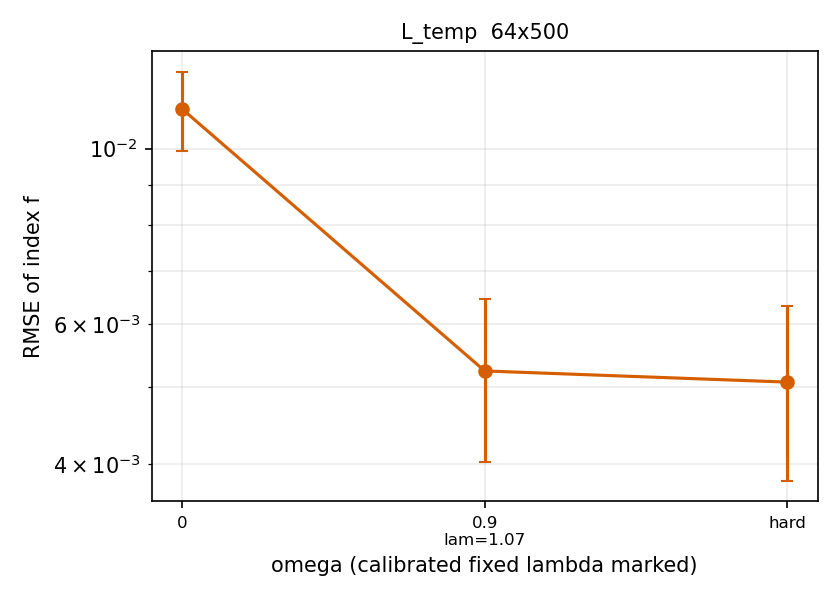 L_temp  64x500
RMSE of index f
10⁻²
6 × 10⁻³
4 × 10⁻³
0
0.9
hard
lam=1.07
omega (calibrated fixed lambda marked)